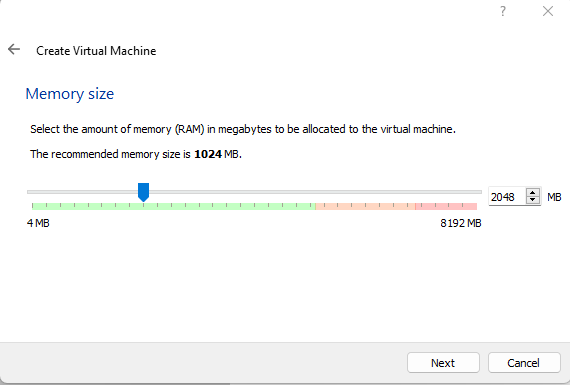 ?
Create Virtual Machine
Memory size
Select the amount of memory (RAM) in megabytes to be allocated to the virtual machine.
The recommended memory size is 1024 MB.
2048 MB
4 MB 8192 MB
Next Cancel